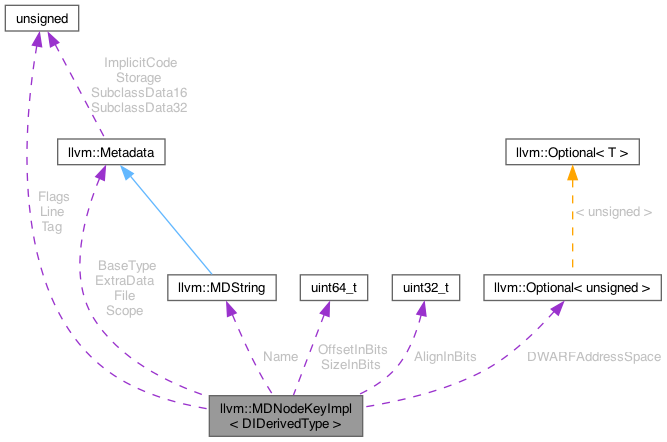 unsigned
ImplicitCode
Storage
SubclassData16
SubclassData32
llvm::Metadata
llvm::Optional< T >
Flags
Line
Tag
< unsigned >
BaseType
ExtraData
File
Scope
llvm::MDString
uint64_t
uint32_t
llvm::Optional< unsigned >
Name
OffsetInBits
SizeInBits
AlignInBits
DWARFAddressSpace
llvm::MDNodeKeyImpl
< DIDerivedType >